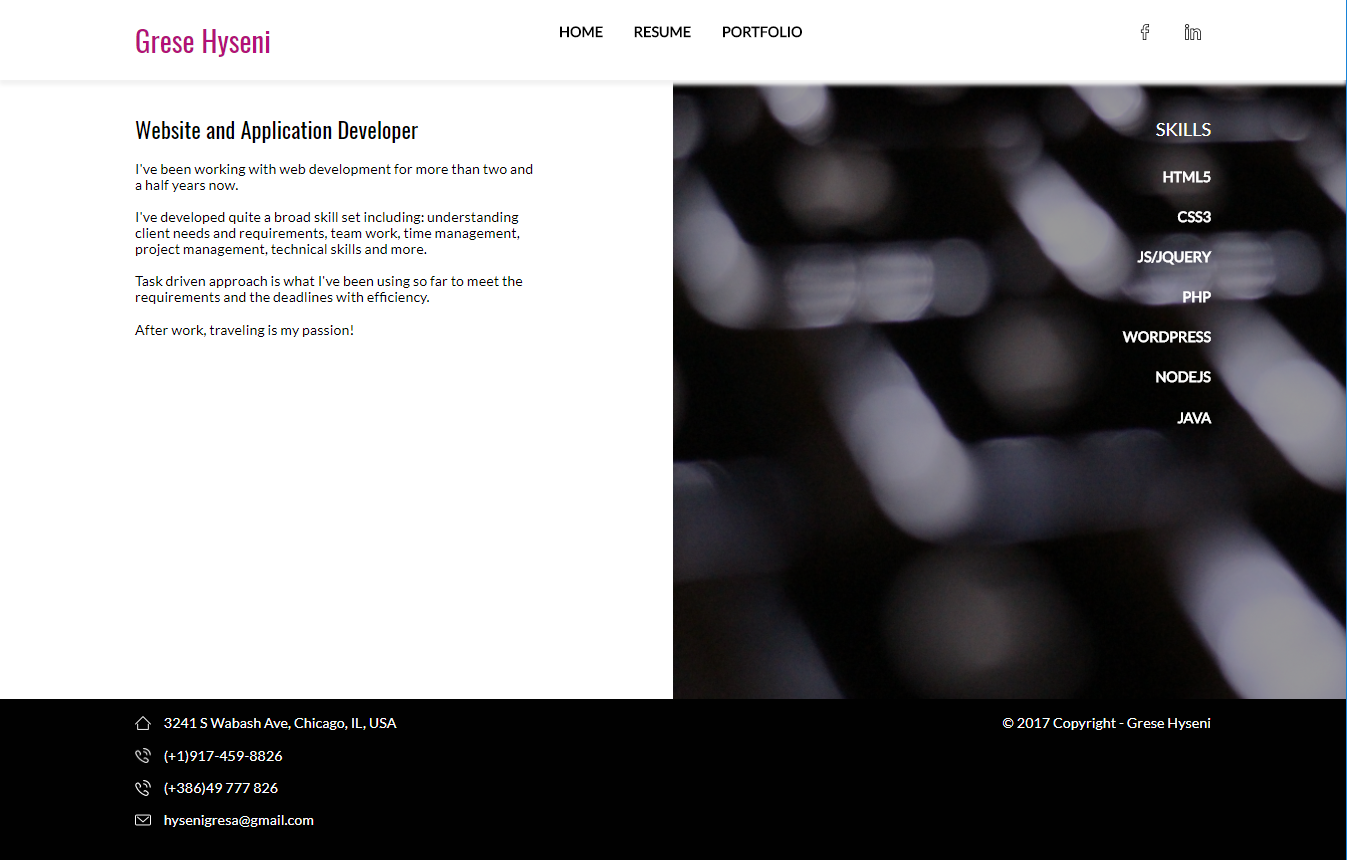 Grese Hyseni
HOME RESUME PORTFOLIO
Website and Application Developer
I've been working with web development for more than two and
a half years now.
I've developed quite a broad skill set including: understanding
client needs and requirements, team work, time management,
project management, technical skills and more.
Task driven approach is what I've been using so far to meet the
requirements and the deadlines with efficiency.
After work, traveling is my passion!
SKILLS
HTML5
CSS3
JS/JQUERY
PHP
WORDPRESS
NODEJS
JAVA
3241 S Wabash Ave, Chicago, IL, USA
(+1)917-459-8826
(+386)49 777 826
hysenigresa@gmail.com
© 2017 Copyright - Grese Hyseni